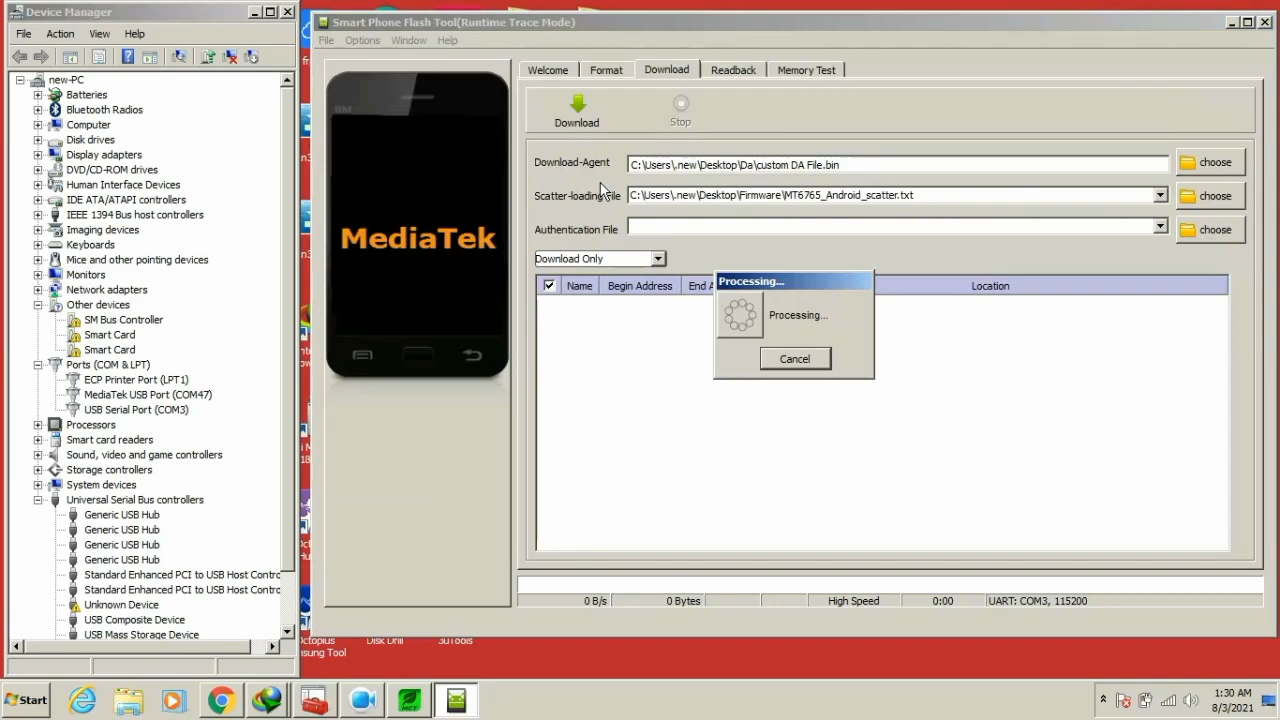 Device Manager
File Action View Help
new-PC
Batteries
Bluetooth Radios
Computer
Disk drives
Display adapters
DVD/CD-ROM drives
Human Interface Devices
IDE ATA/ATAPI controllers
IEEE 1394 Bus host controllers
Imaging devices
Keyboards
Mice and other pointing devices
Monitors
Network adapters
Other devices
SM Bus Controller
Smart Card
Smart Card
Ports (COM & LPT)
ECP Printer Port (LPT1)
MediaTek USB Port (COM47)
USB Serial Port (COM3)
Processors
Smart card readers
Sound, video and game controllers
Storage controllers
System devices
Universal Serial Bus controllers
Generic USB Hub
Generic USB Hub
Generic USB Hub
Generic USB Hub
Standard Enhanced PCI to USB Host Contro
Standard Enhanced PCI to USB Host Contro
Unknown Device
USB Composite Device
USB Mass Storage Device
Smart Phone Flash Tool(Runtime Trace Mode)
File Options Window Help
BM
MediaTek
Welcome Format Download Readback Memory Test
Download Stop
Download-Agent C:\Users\.new\Desktop\Da\custom DA File.bin choose
Scatter-loading File C:\Users\.new\Desktop\Firmware\MT6765_Android_scatter.txt choose
Authentication File choose
Download Only
Name Begin Address End A Location
Processing...
Processing...
Cancel
0 B/s 0 Bytes High Speed 0:00 UART: COM3, 115200
Octopius Disk Drill 3uTools
nsung Tool
Start
MCT
1:30 AM
8/3/2021